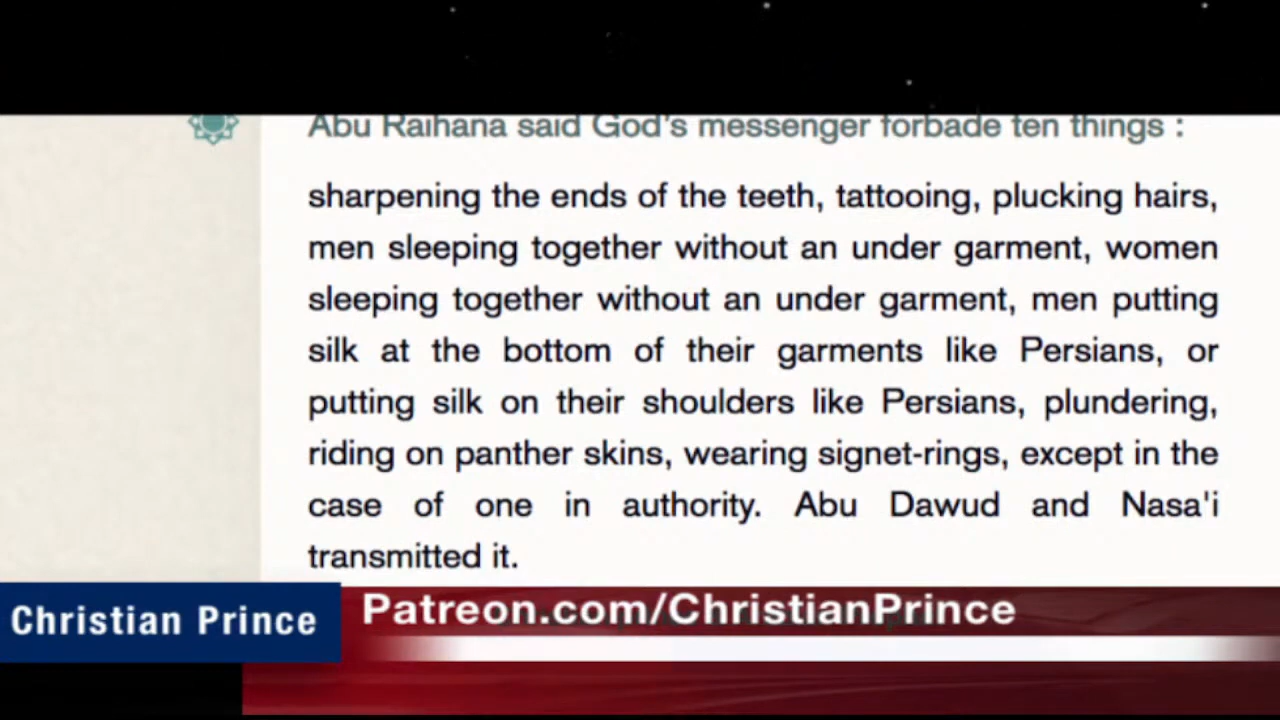 Abu Raihana said God's messenger forbade ten things :
sharpening the ends of the teeth, tattooing, plucking hairs,
men sleeping together without an under garment, women
sleeping together without an under garment, men putting
silk at the bottom of their garments like Persians, or
putting silk on their shoulders like Persians, plundering,
riding on panther skins, wearing signet-rings, except in the
case of one in authority. Abu Dawud and Nasa'i
transmitted it.
Christian Prince
Patreon.com/ChristianPrince